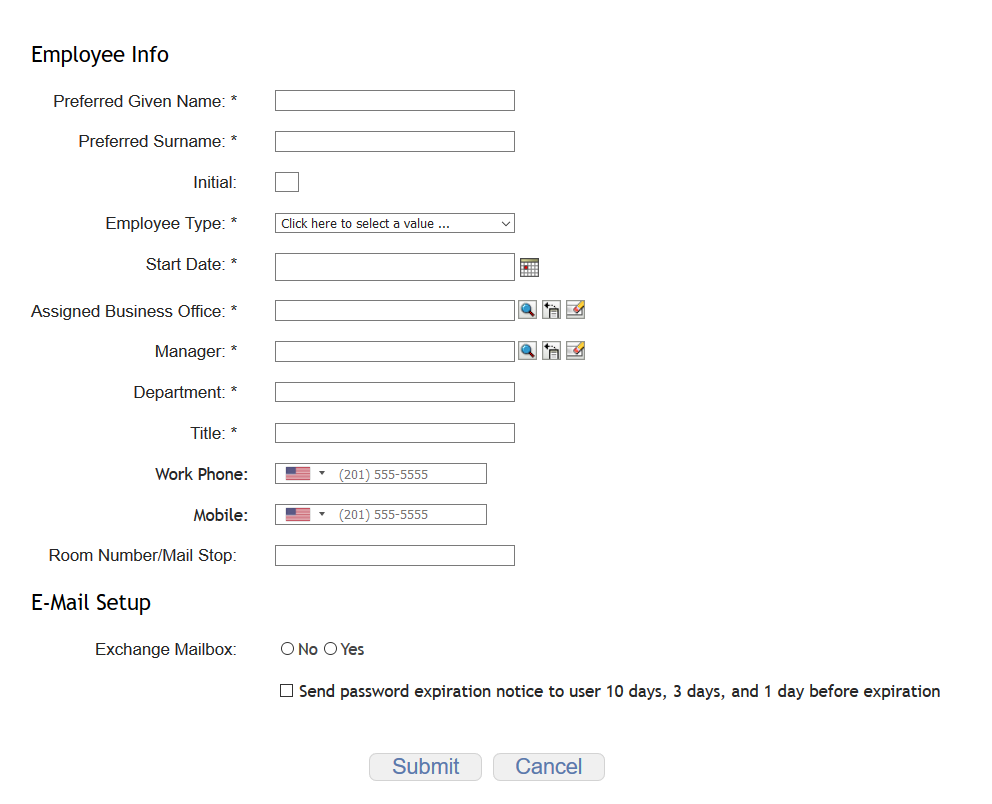 Employee Info
Preferred Given Name: *
Preferred Surname: *
Initial:
Employee Type: * Click here to select a value ...
Start Date: *
Assigned Business Office: *
Manager: *
Department: *
Title: *
Work Phone: (201) 555-5555
Mobile: (201) 555-5555
Room Number/Mail Stop:
E-Mail Setup
Exchange Mailbox: No Yes
Send password expiration notice to user 10 days, 3 days, and 1 day before expiration
Submit Cancel